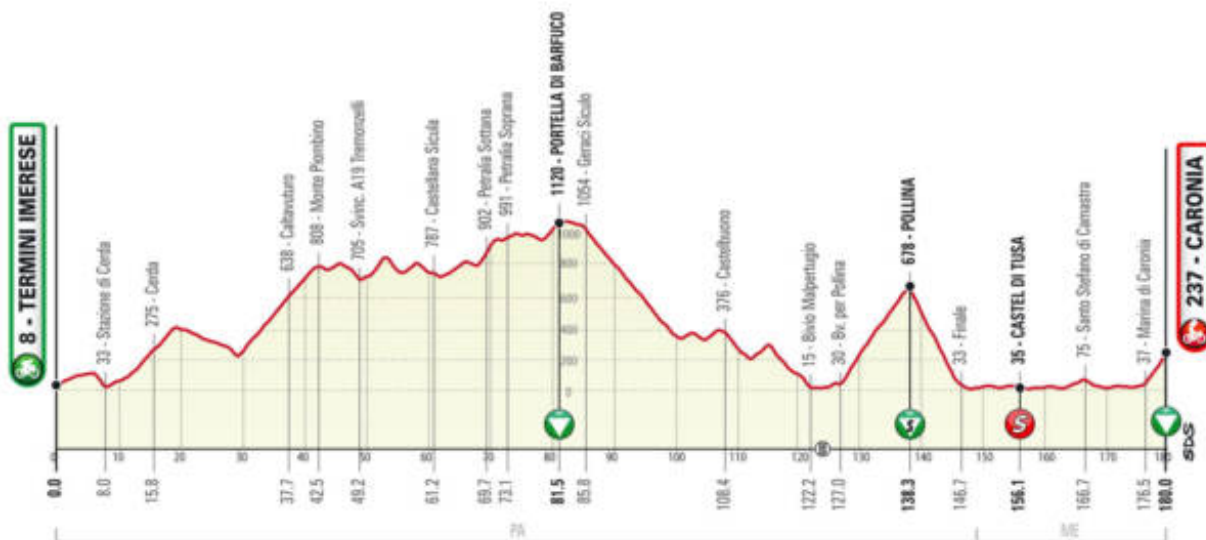 8 - TERMINI IMERESE
33 - Stazione di Cerda
275 - Cerda
638 - Caltavuturo
808 - Monte Piombino
705 - Svinc. A19 Tremonzelli
787 - Castellana Sicula
902 - Petralia Sottana
991 - Petralia Soprana
1120 - PORTELLA DI BARFUCO
1054 - Geraci Siculo
376 - Castelbuono
15 - Bivio Malpertugio
30 - Bv. per Pollina
678 - POLLINA
33 - Finale
35 - CASTEL DI TUSA
75 - Santo Stefano di Camastra
37 - Marina di Caronia
237 - CARONIA
1000
800
600
400
200
0
S
S
0 10 20 30 40 50 60 70 80 90 100 110 120 130 140 150 160 170 180
SDS
0.0 8.0 15.8 37.7 42.5 49.2 61.2 69.7 73.1 81.5 85.8 108.4 122.2 127.0 138.3 146.7 156.1 166.7 176.5 180.0
PA ME